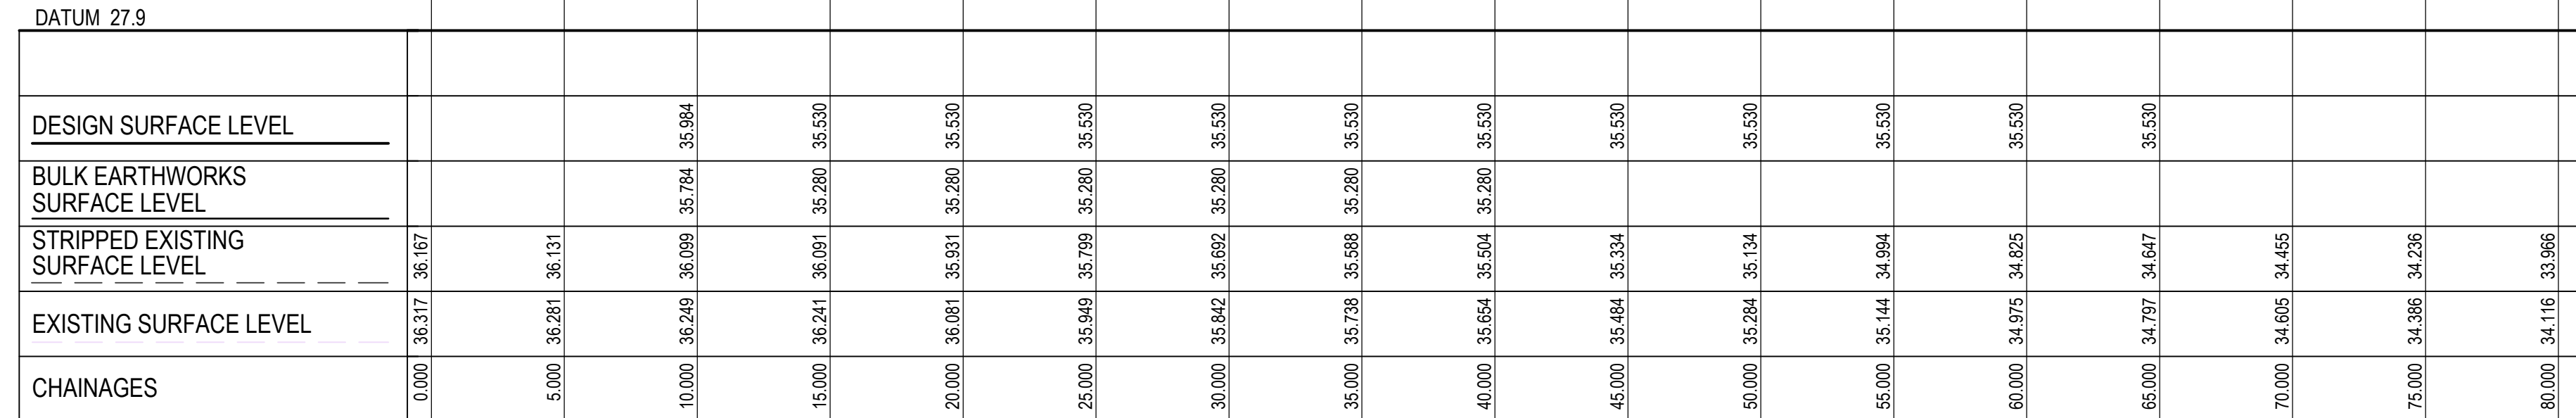 DATUM 27.9
DESIGN SURFACE LEVEL
35.984 35.530 35.530 35.530 35.530 35.530 35.530 35.530 35.530 35.530 35.530 35.530
BULK EARTHWORKS
SURFACE LEVEL
35.784 35.280 35.280 35.280 35.280 35.280 35.280
STRIPPED EXISTING
SURFACE LEVEL
36.167 36.131 36.099 36.091 35.931 35.799 35.692 35.588 35.504 35.334 35.134 34.994 34.825 34.647 34.455 34.236 33.966
EXISTING SURFACE LEVEL
36.317 36.281 36.249 36.241 36.081 35.949 35.842 35.738 35.654 35.484 35.284 35.144 34.975 34.797 34.605 34.386 34.116
CHAINAGES
0.000 5.000 10.000 15.000 20.000 25.000 30.000 35.000 40.000 45.000 50.000 55.000 60.000 65.000 70.000 75.000 80.000